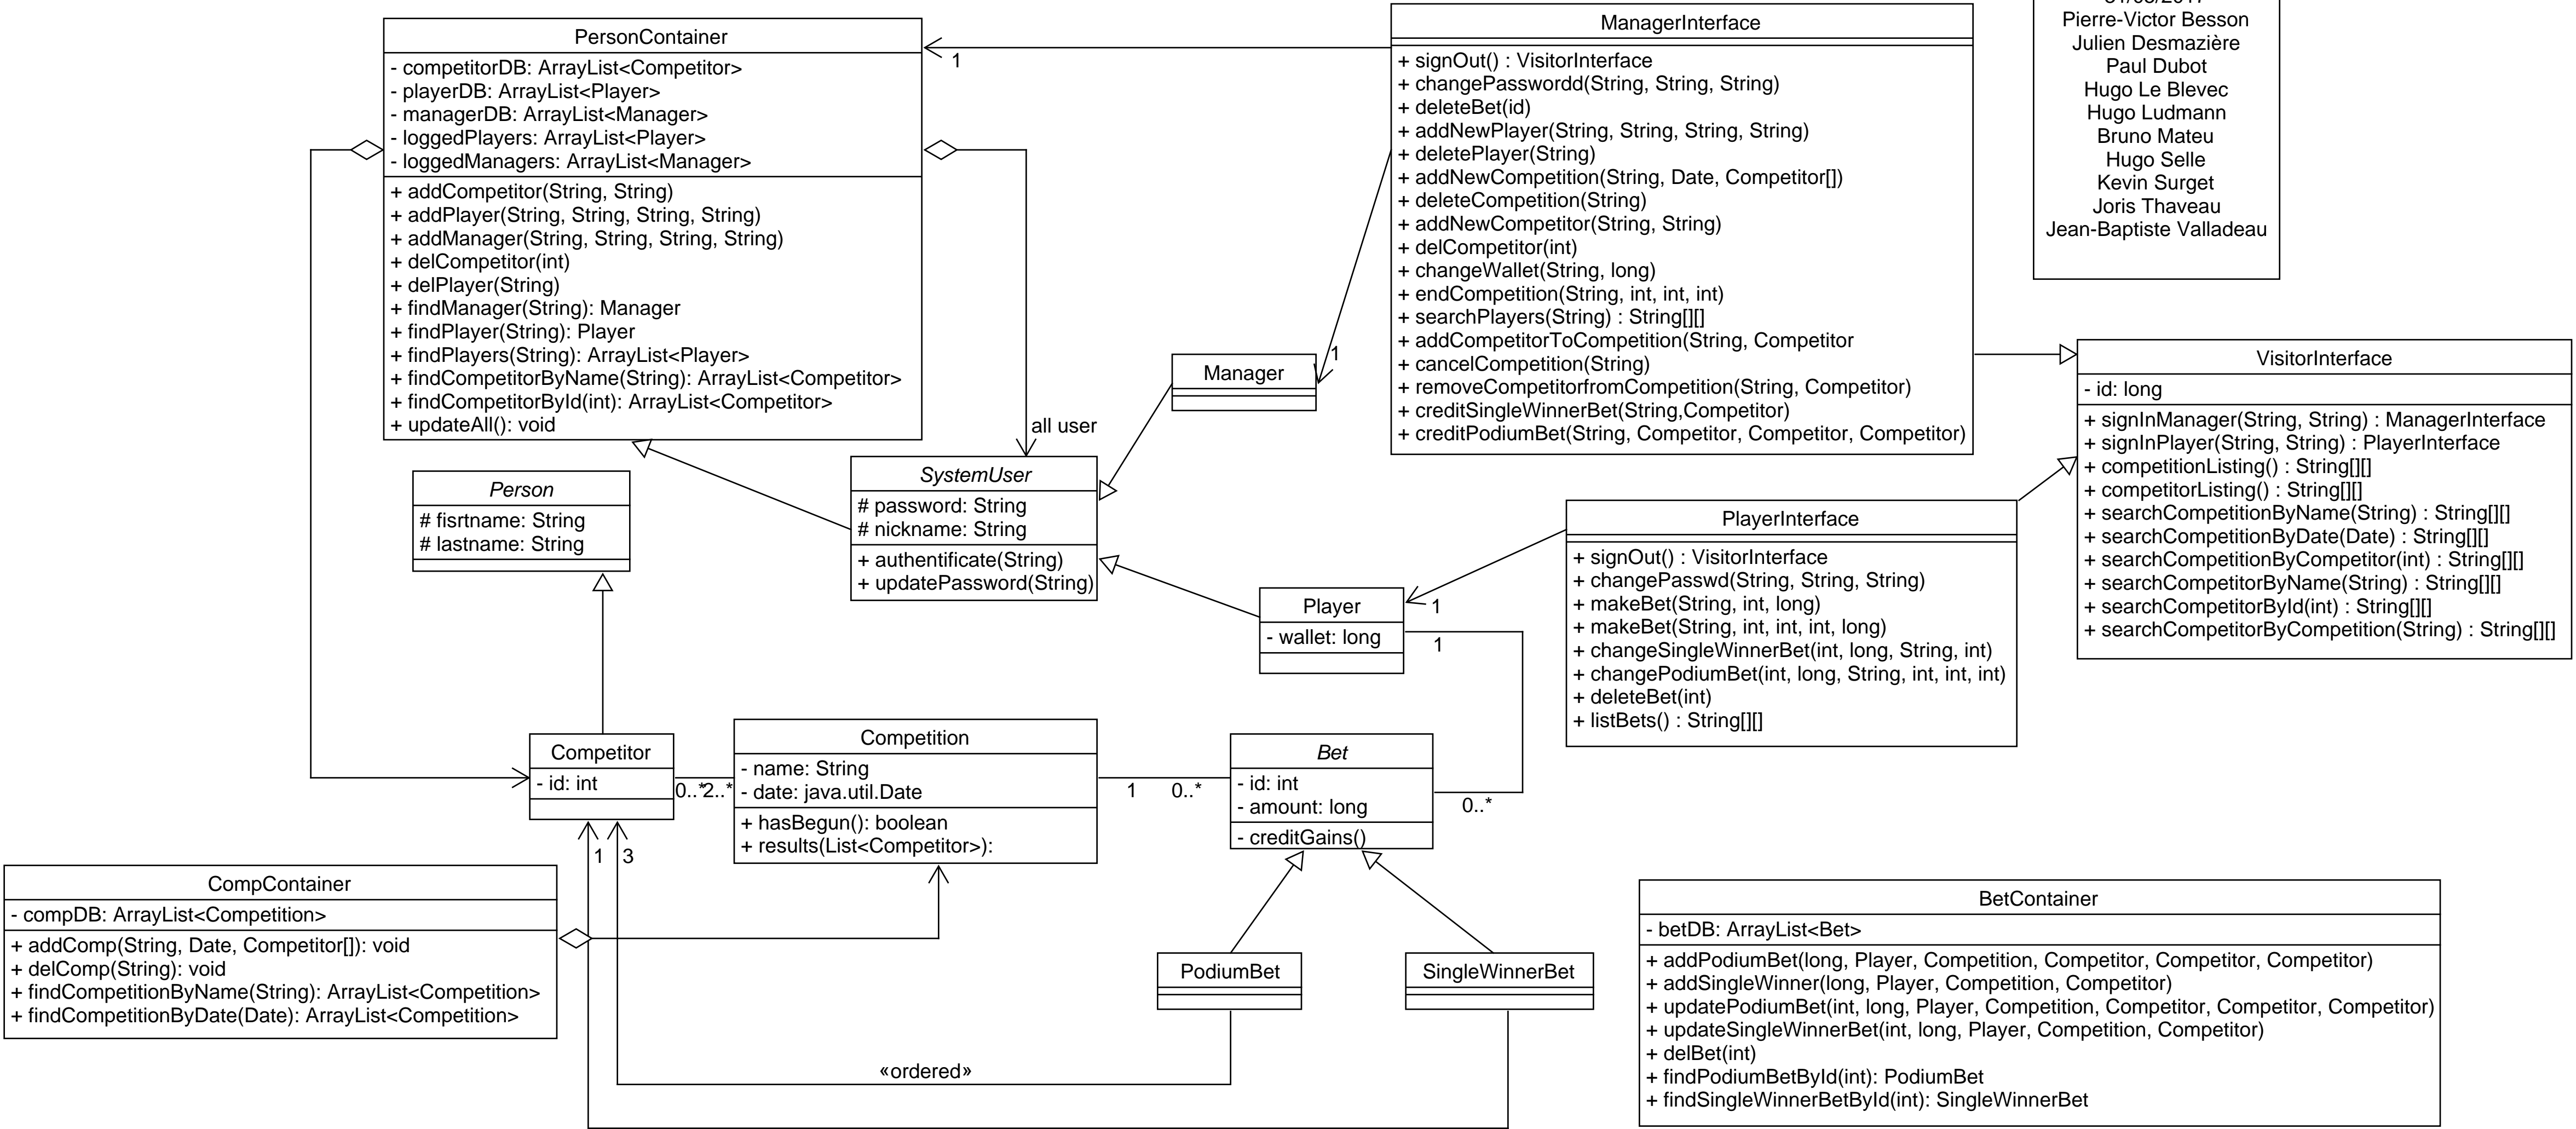 PersonContainer
- competitorDB: ArrayList<Competitor>
- playerDB: ArrayList<Player>
- managerDB: ArrayList<Manager>
- loggedPlayers: ArrayList<Player>
- loggedManagers: ArrayList<Manager>
+ addCompetitor(String, String)
+ addPlayer(String, String, String, String)
+ addManager(String, String, String, String)
+ delCompetitor(int)
+ delPlayer(String)
+ findManager(String): Manager
+ findPlayer(String): Player
+ findPlayers(String): ArrayList<Player>
+ findCompetitorByName(String): ArrayList<Competitor>
+ findCompetitorById(int): ArrayList<Competitor>
+ updateAll(): void
1
ManagerInterface
+ signOut() : VisitorInterface
+ changePasswordd(String, String, String)
+ deleteBet(id)
+ addNewPlayer(String, String, String, String)
+ deletePlayer(String)
+ addNewCompetition(String, Date, Competitor[])
+ deleteCompetition(String)
+ addNewCompetitor(String, String)
+ delCompetitor(int)
+ changeWallet(String, long)
+ endCompetition(String, int, int, int)
+ searchPlayers(String) : String[][]
+ addCompetitorToCompetition(String, Competitor
+ cancelCompetition(String)
+ removeCompetitorfromCompetition(String, Competitor)
+ creditSingleWinnerBet(String,Competitor)
+ creditPodiumBet(String, Competitor, Competitor, Competitor)
Pierre-Victor Besson
Julien Desmazière
Paul Dubot
Hugo Le Blevec
Hugo Ludmann
Bruno Mateu
Hugo Selle
Kevin Surget
Joris Thaveau
Jean-Baptiste Valladeau
VisitorInterface
- id: long
+ signInManager(String, String) : ManagerInterface
+ signInPlayer(String, String) : PlayerInterface
+ competitionListing() : String[][]
+ competitorListing() : String[][]
+ searchCompetitionByName(String) : String[][]
+ searchCompetitionByDate(Date) : String[][]
+ searchCompetitionByCompetitor(int) : String[][]
+ searchCompetitorByName(String) : String[][]
+ searchCompetitorById(int) : String[][]
+ searchCompetitorByCompetition(String) : String[][]
1
Manager
all user
SystemUser
# password: String
# nickname: String
+ authentificate(String)
+ updatePassword(String)
Person
# fisrtname: String
# lastname: String
PlayerInterface
+ signOut() : VisitorInterface
+ changePasswd(String, String, String)
+ makeBet(String, int, long)
+ makeBet(String, int, int, int, long)
+ changeSingleWinnerBet(int, long, String, int)
+ changePodiumBet(int, long, String, int, int, int)
+ deleteBet(int)
+ listBets() : String[][]
Player
- wallet: long
1
1
Competitor
- id: int
0..*
2..*
Competition
- name: String
- date: java.util.Date
+ hasBegun(): boolean
+ results(List<Competitor>):
1
0..*
Bet
- id: int
- amount: long
- creditGains()
0..*
1
3
CompContainer
- compDB: ArrayList<Competition>
+ addComp(String, Date, Competitor[]): void
+ delComp(String): void
+ findCompetitionByName(String): ArrayList<Competition>
+ findCompetitionByDate(Date): ArrayList<Competition>
PodiumBet
SingleWinnerBet
«ordered»
BetContainer
- betDB: ArrayList<Bet>
+ addPodiumBet(long, Player, Competition, Competitor, Competitor, Competitor)
+ addSingleWinner(long, Player, Competition, Competitor)
+ updatePodiumBet(int, long, Player, Competition, Competitor, Competitor, Competitor)
+ updateSingleWinnerBet(int, long, Player, Competition, Competitor)
+ delBet(int)
+ findPodiumBetById(int): PodiumBet
+ findSingleWinnerBetById(int): SingleWinnerBet